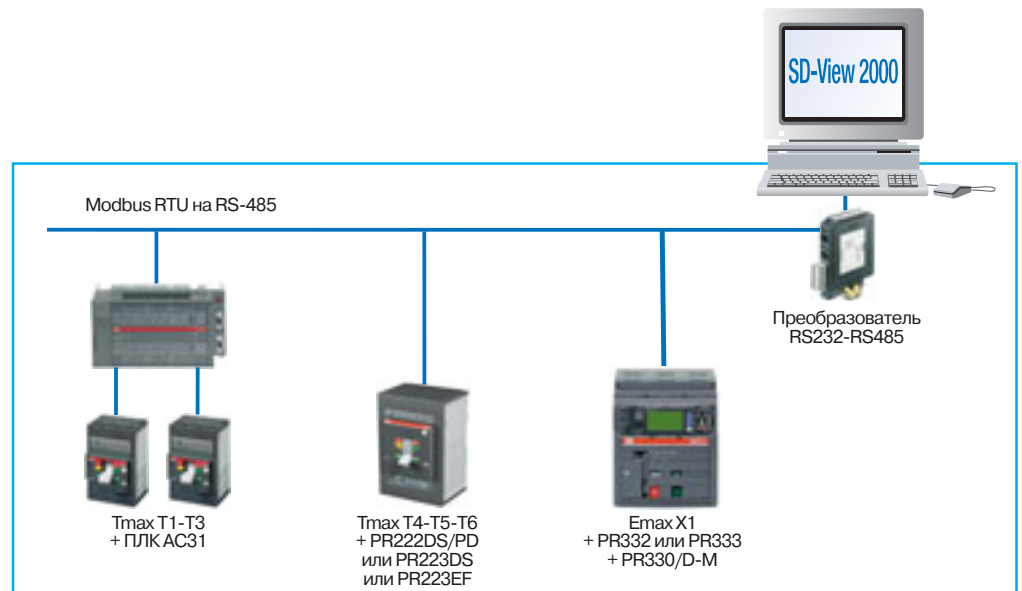 SD-View 2000
Modbus RTU на RS-485
Преобразователь
RS232-RS485
Tmax T1-T3
+ ПЛК AC31
Tmax T4-T5-T6
+ PR222DS/PD
или PR223DS
или PR223EF
Emax X1
+ PR332 или PR333
+ PR330/D-M